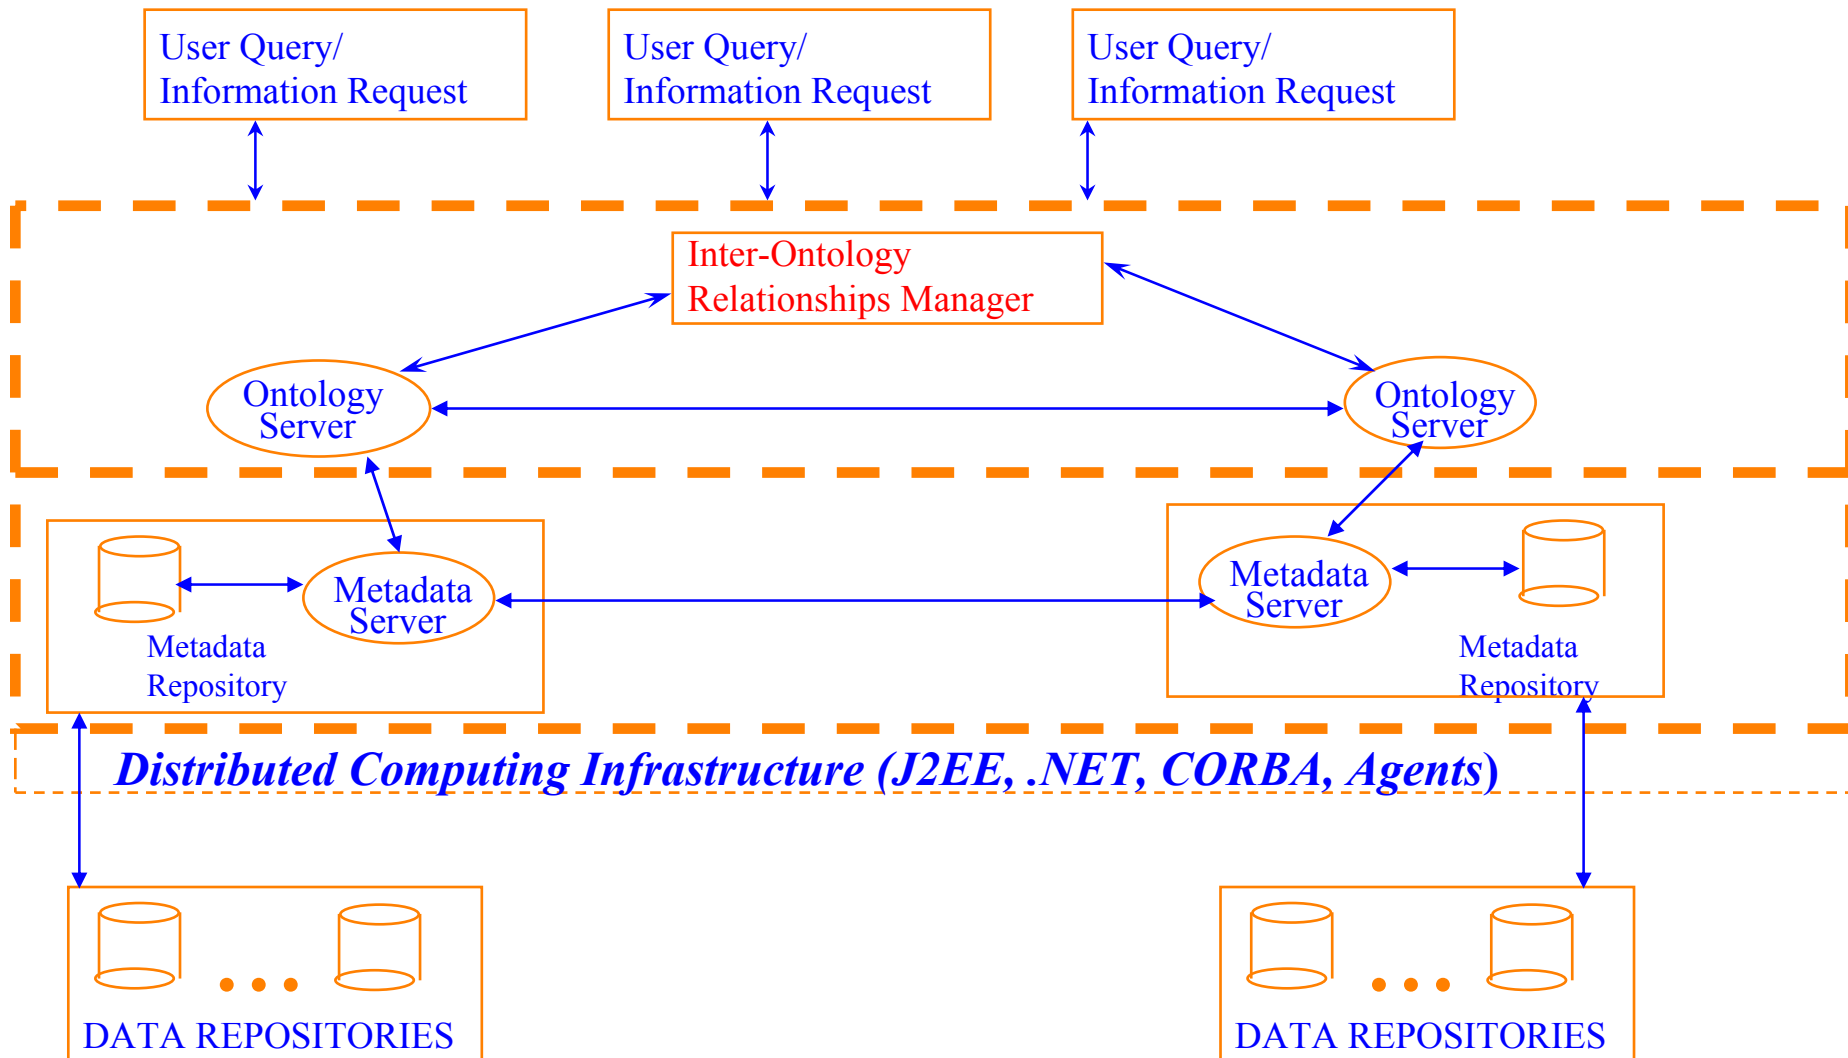 User Query/
Information Request
User Query/
Information Request
User Query/
Information Request
Inter-Ontology
Relationships Manager
Ontology
Server
Ontology
Server
Metadata
Server
Metadata
Repository
Metadata
Server
Metadata
Repository
Distributed Computing Infrastructure (J2EE, .NET, CORBA, Agents)
DATA REPOSITORIES
DATA REPOSITORIES